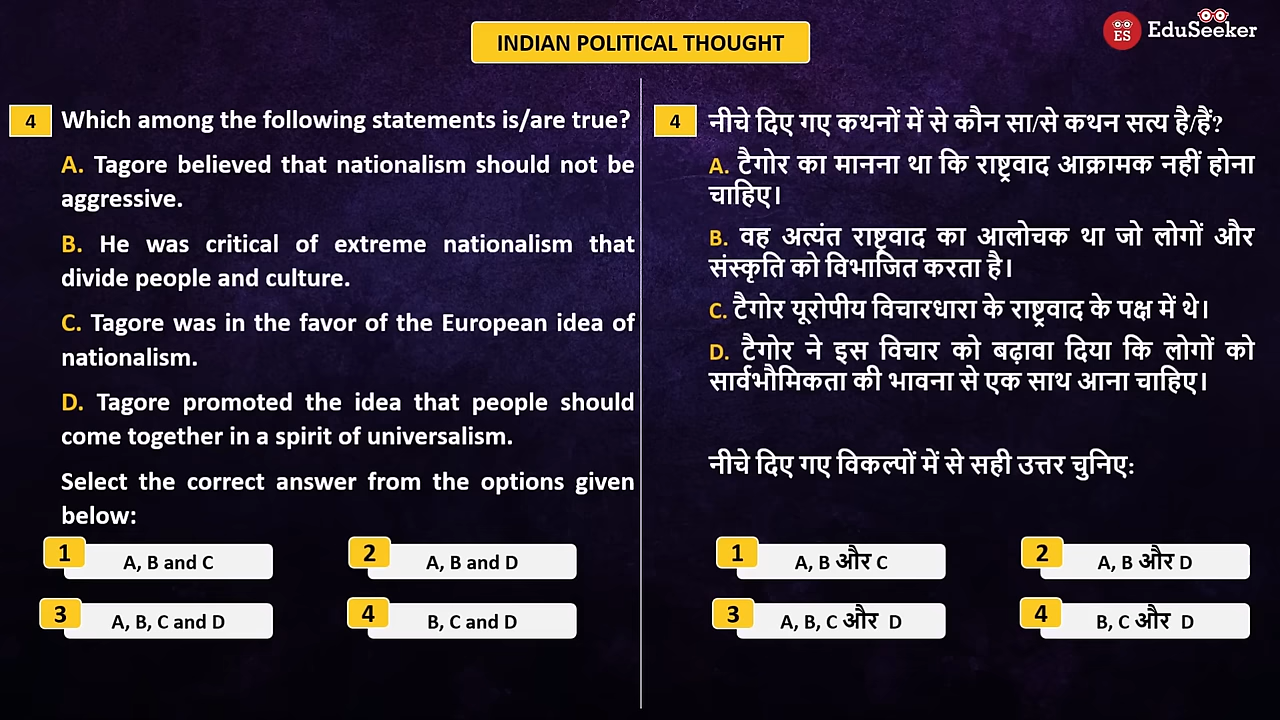 INDIAN POLITICAL THOUGHT
ES EduSeeker
4 Which among the following statements is/are true?
A. Tagore believed that nationalism should not be
aggressive.
B. He was critical of extreme nationalism that
divide people and culture.
C. Tagore was in the favor of the European idea of
nationalism.
D. Tagore promoted the idea that people should
come together in a spirit of universalism.
Select the correct answer from the options given
below:
1 A, B and C
2 A, B and D
3 A, B, C and D
4 B, C and D
4 नीचे दिए गए कथनों में से कौन सा/से कथन सत्य है/हैं?
A. टैगोर का मानना था कि राष्ट्रवाद आक्रामक नहीं होना
चाहिए।
B. वह अत्यंत राष्ट्रवाद का आलोचक था जो लोगों और
संस्कृति को विभाजित करता है।
C. टैगोर यूरोपीय विचारधारा के राष्ट्रवाद के पक्ष में थे।
D. टैगोर ने इस विचार को बढ़ावा दिया कि लोगों को
सार्वभौमिकता की भावना से एक साथ आना चाहिए।
नीचे दिए गए विकल्पों में से सही उत्तर चुनिए:
1 A, B और C
2 A, B और D
3 A, B, C और D
4 B, C और D